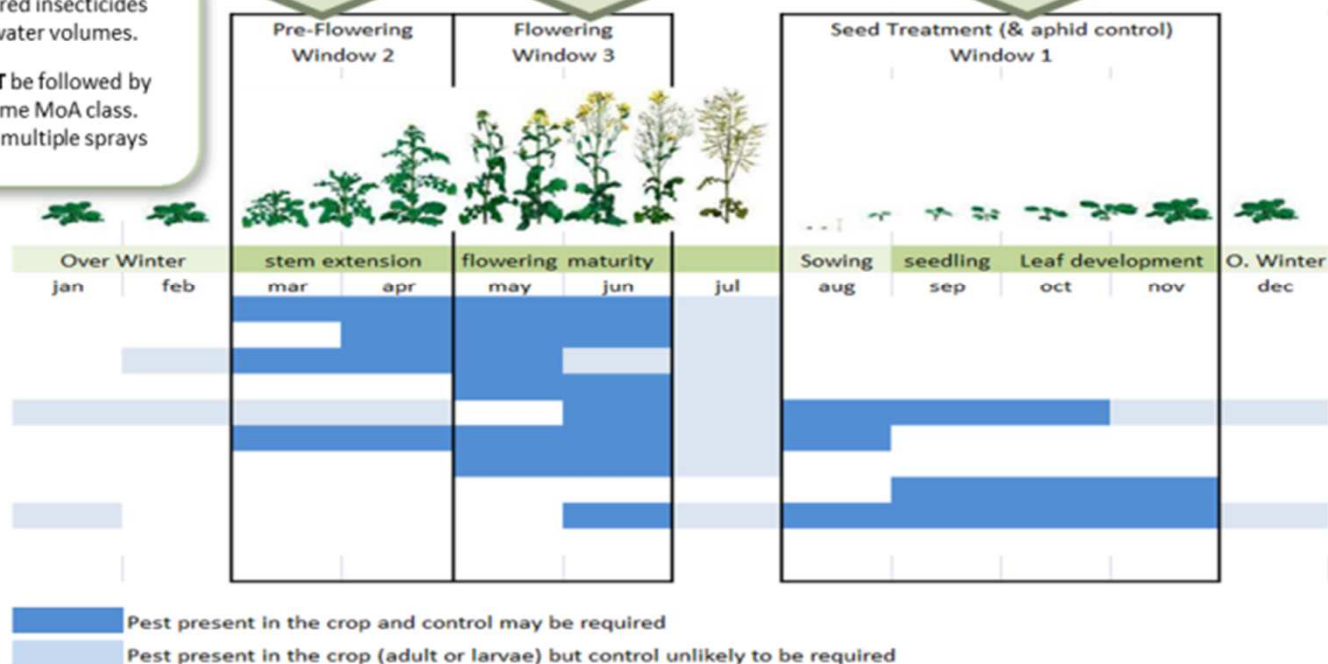 red insecticides
water volumes.
T be followed by
me MoA class.
multiple sprays
Pre-Flowering
Window 2
Flowering
Window 3
Seed Treatment (& aphid control)
Window 1
Over Winter
stem extension
flowering maturity
Sowing
seedling
Leaf development
O. Winter
jan feb mar apr may jun jul aug sep oct nov dec
Pest present in the crop and control may be required
Pest present in the crop (adult or larvae) but control unlikely to be required